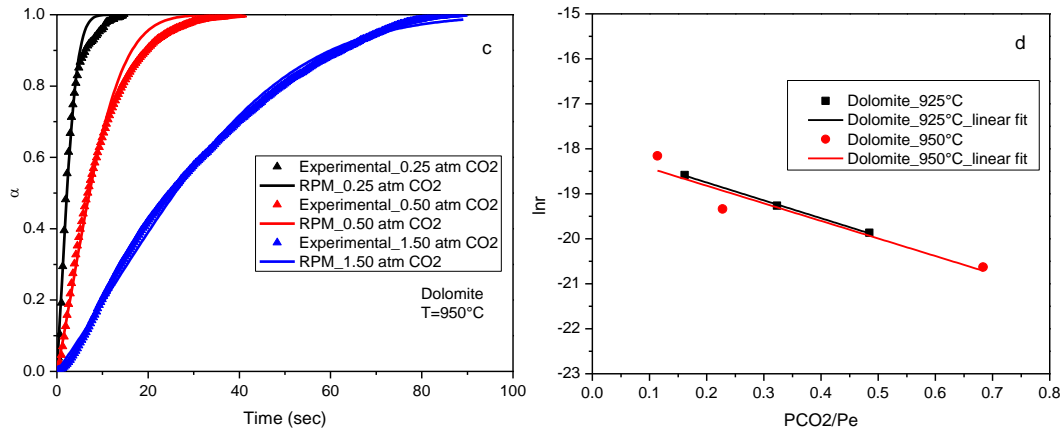 c
1.0
0.8
0.6
0.4
0.2
0.0
α
Experimental_0.25 atm CO2
RPM_0.25 atm CO2
Experimental_0.50 atm CO2
RPM_0.50 atm CO2
Experimental_1.50 atm CO2
RPM_1.50 atm CO2
Dolomite
T=950°C
0 20 40 60 80 100
Time (sec)
d
-15
-16
-17
-18
-19
-20
-21
-22
-23
lnr
Dolomite_925°C
Dolomite_925°C_linear fit
Dolomite_950°C
Dolomite_950°C_linear fit
0.0 0.1 0.2 0.3 0.4 0.5 0.6 0.7 0.8
PCO2/Pe